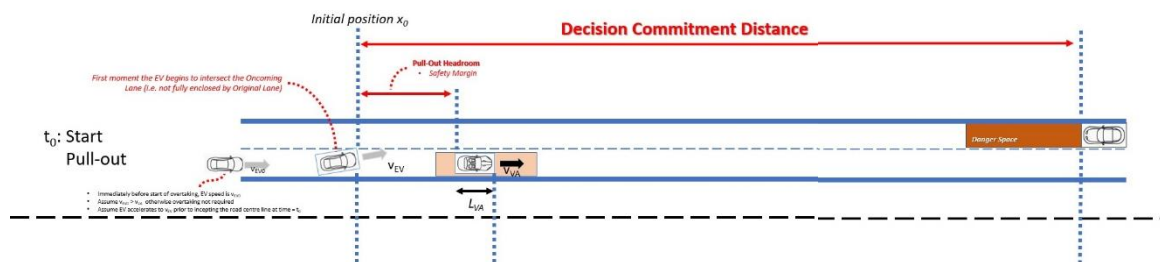 Initial position x0
Decision Commitment Distance
Pull-Out Headroom
• Safety Margin
First moment the EV begins to intersect the Oncoming
Lane (i.e. not fully enclosed by Original Lane)
t0: Start
Pull-out
Danger Space
vEV0
vEV
vVA
LVA
• Immediately before start of overtaking, EV speed is vEV0
• Assume vEV0 > vVA otherwise overtaking not required
• Assume EV accelerates to vEV prior to incepting the road centre line at time = t0